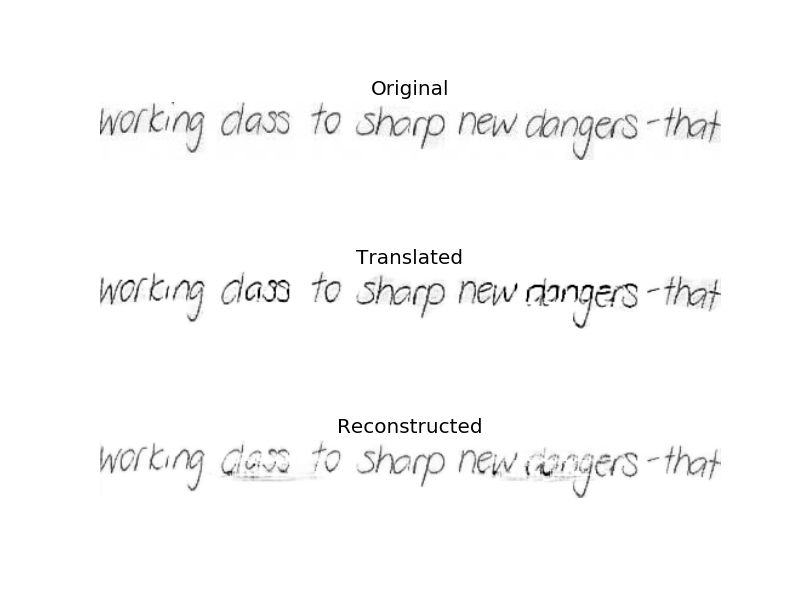 Original
working class to sharp new dangers - that
Translated
working class to sharp new dangers - that
Reconstructed
working class to sharp new dangers - that